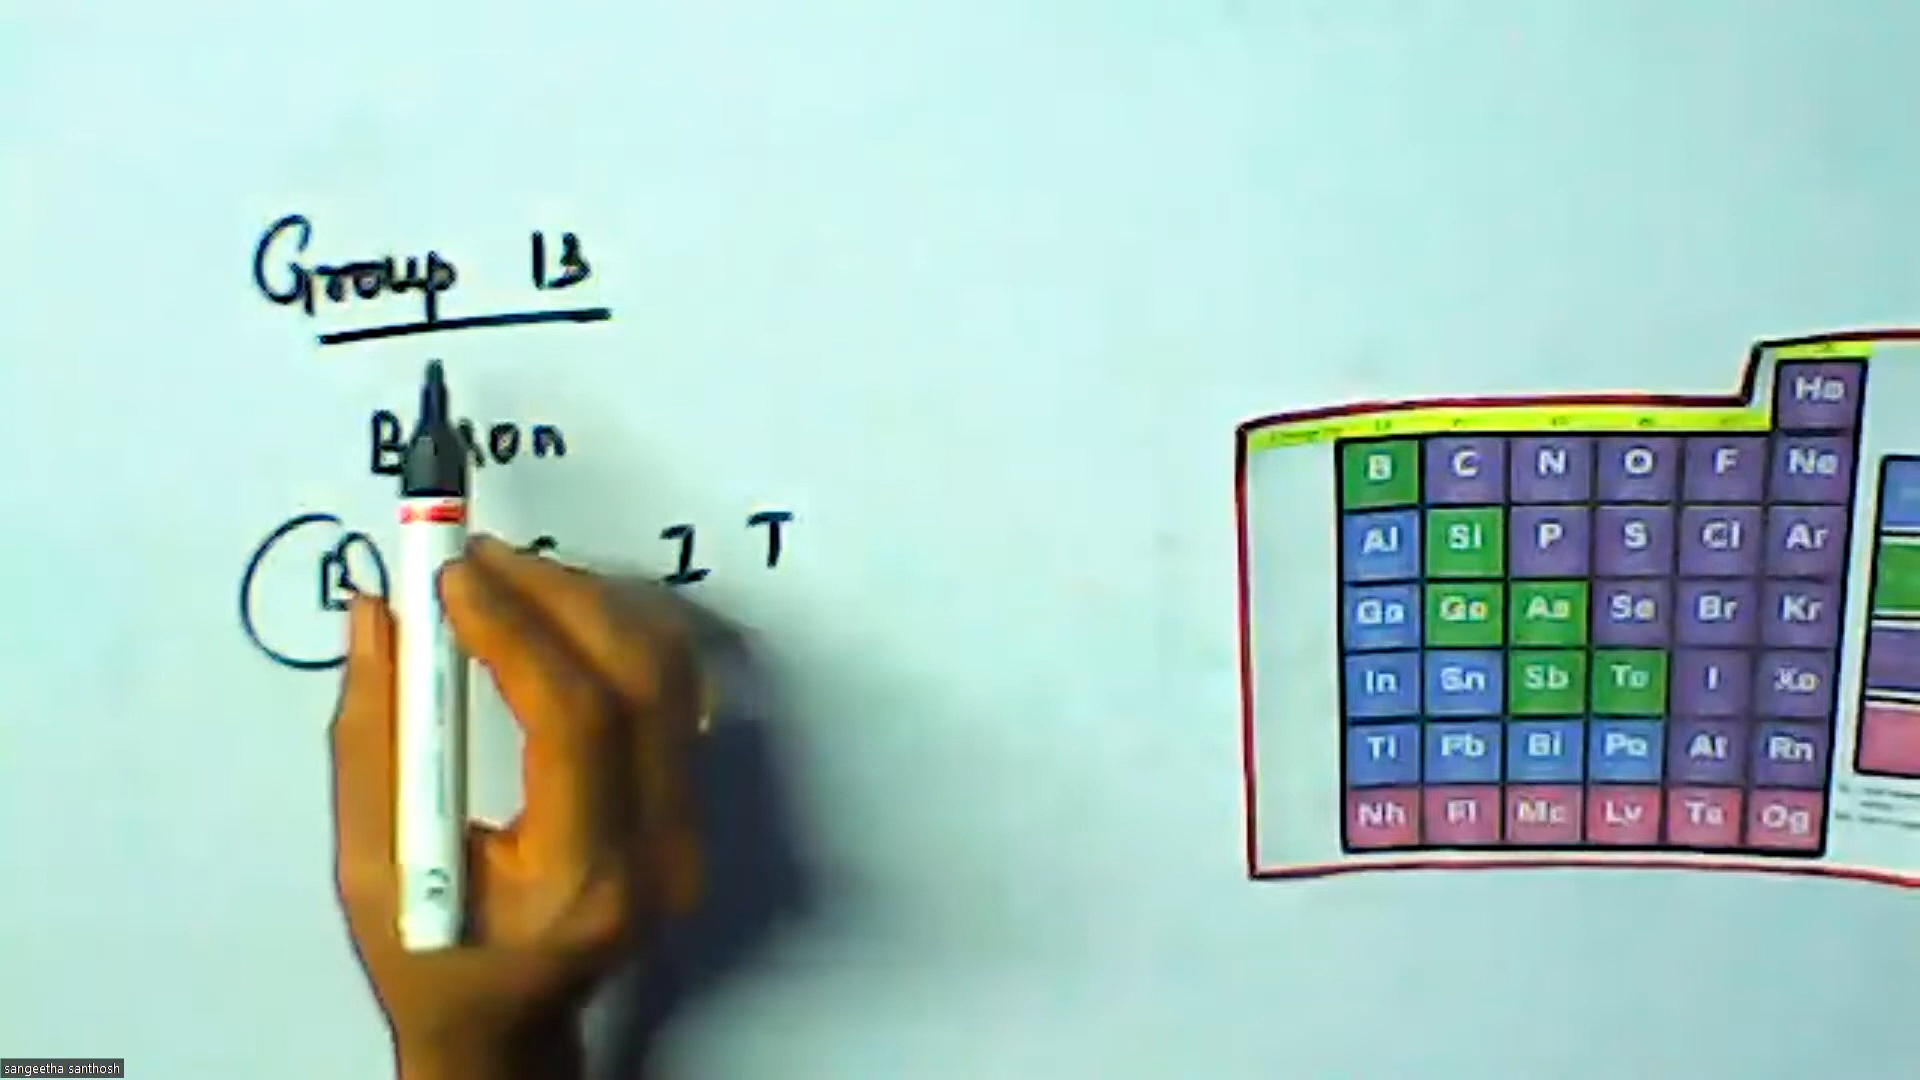 Group 13
B I T
He
B C N O F Ne
Al Si P S Cl Ar
Ga Ge As Se Br Kr
In Sn Sb Te I Xe
Tl Pb Bi Po At Rn
Nh Fl Mc Lv Ts Og
sangeetha santhosh